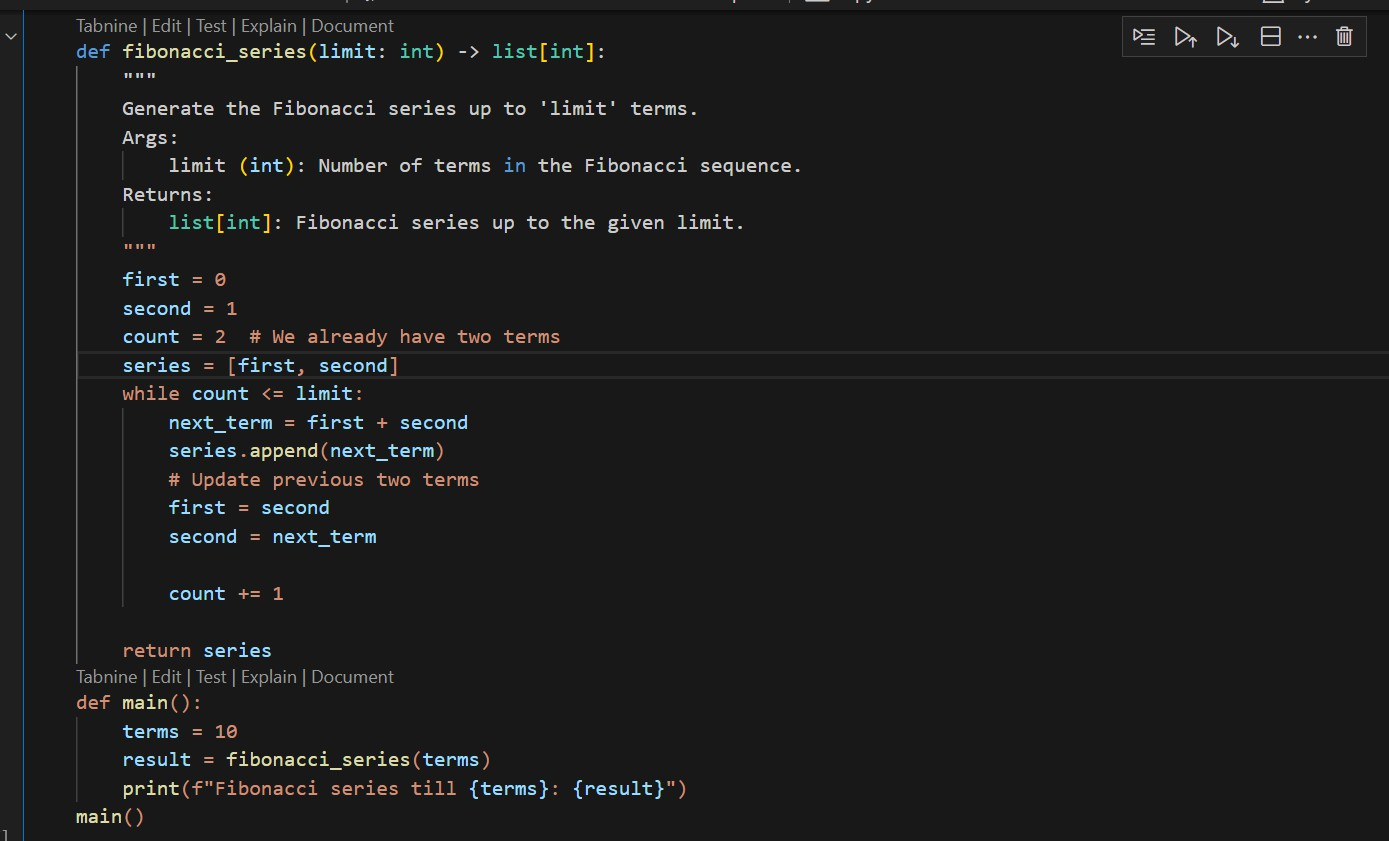 Tabnine | Edit | Test | Explain | Document
def fibonacci_series(limit: int) -> list[int]:
    """
    Generate the Fibonacci series up to 'limit' terms.
    Args:
        limit (int): Number of terms in the Fibonacci sequence.
    Returns:
        list[int]: Fibonacci series up to the given limit.
    """
    first = 0
    second = 1
    count = 2  # We already have two terms
    series = [first, second]
    while count <= limit:
        next_term = first + second
        series.append(next_term)
        # Update previous two terms
        first = second
        second = next_term

        count += 1

    return series
Tabnine | Edit | Test | Explain | Document
def main():
    terms = 10
    result = fibonacci_series(terms)
    print(f"Fibonacci series till {terms}: {result}")
main()
]